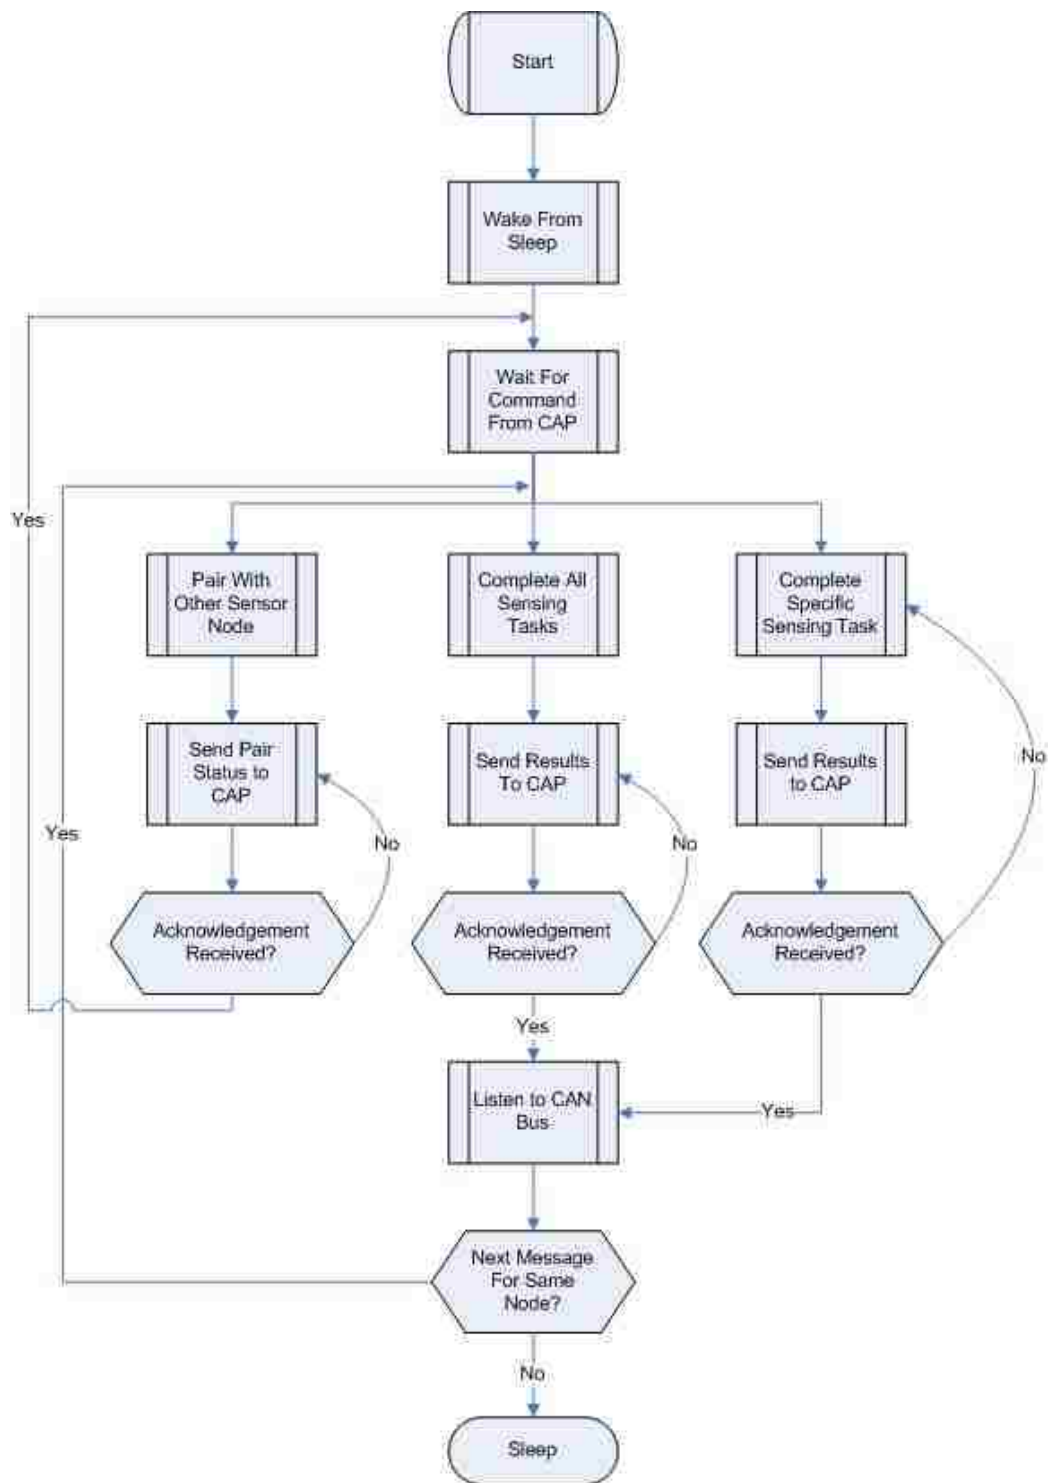 Start
Wake From
Sleep
Wait For
Command
From CAP
Yes
Pair With
Other Sensor
Node
Complete All
Sensing
Tasks
Complete
Specific
Sensing Task
Send Pair
Status to
CAP
Send Results
To CAP
Send Results
to CAP
No
Yes
No
No
Acknowledgement
Received?
Acknowledgement
Received?
Acknowledgement
Received?
Yes
Listen to CAN
Bus
Yes
Next Message
For Same
Node?
No
Sleep